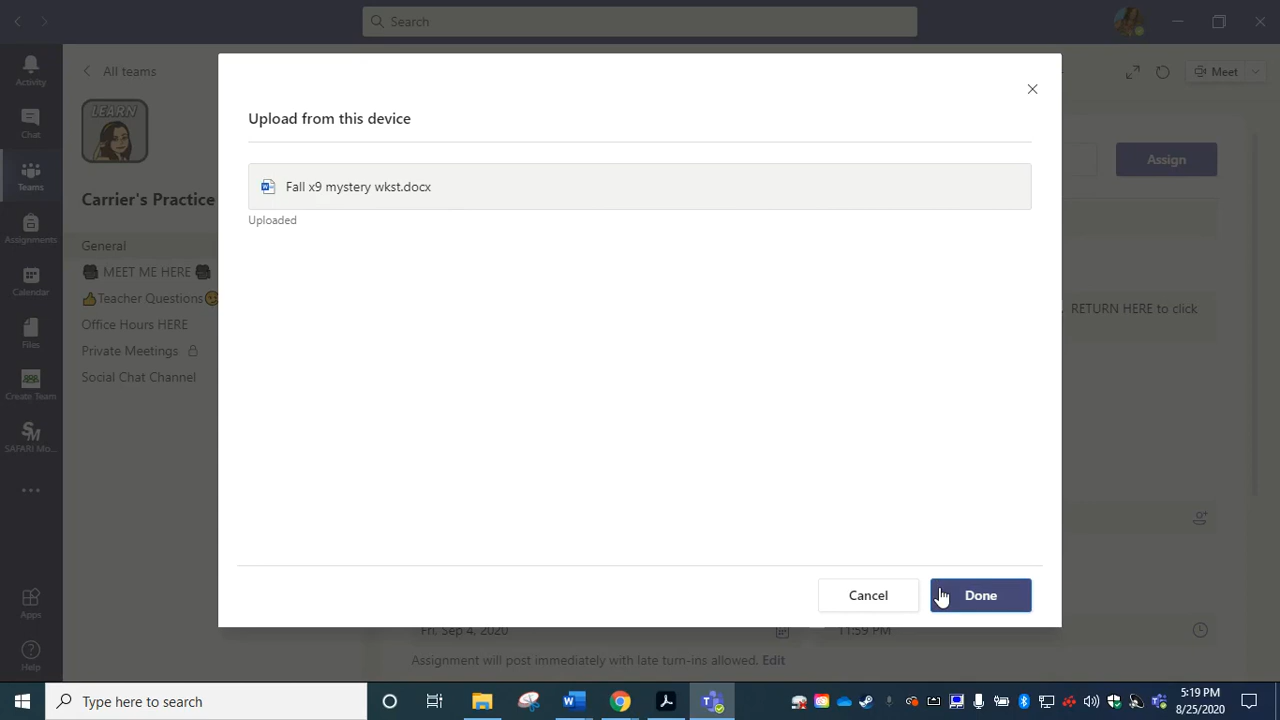 Search
Activity
Chat
Teams
Assignments
Calendar
Files
Create Team
SAFARI Mo...
Apps
Help
All teams
Meet
LEARN
Carrier's Practice
General
MEET ME HERE
👍Teacher Questions
Office Hours HERE
Private Meetings
Social Chat Channel
Upload from this device
Fall x9 mystery wkst.docx
Uploaded
Cancel
Done
Assign
RETURN HERE to click
Fri, Sep 4, 2020
11:59 PM
Assignment will post immediately with late turn-ins allowed. Edit
Type here to search
5:19 PM
8/25/2020